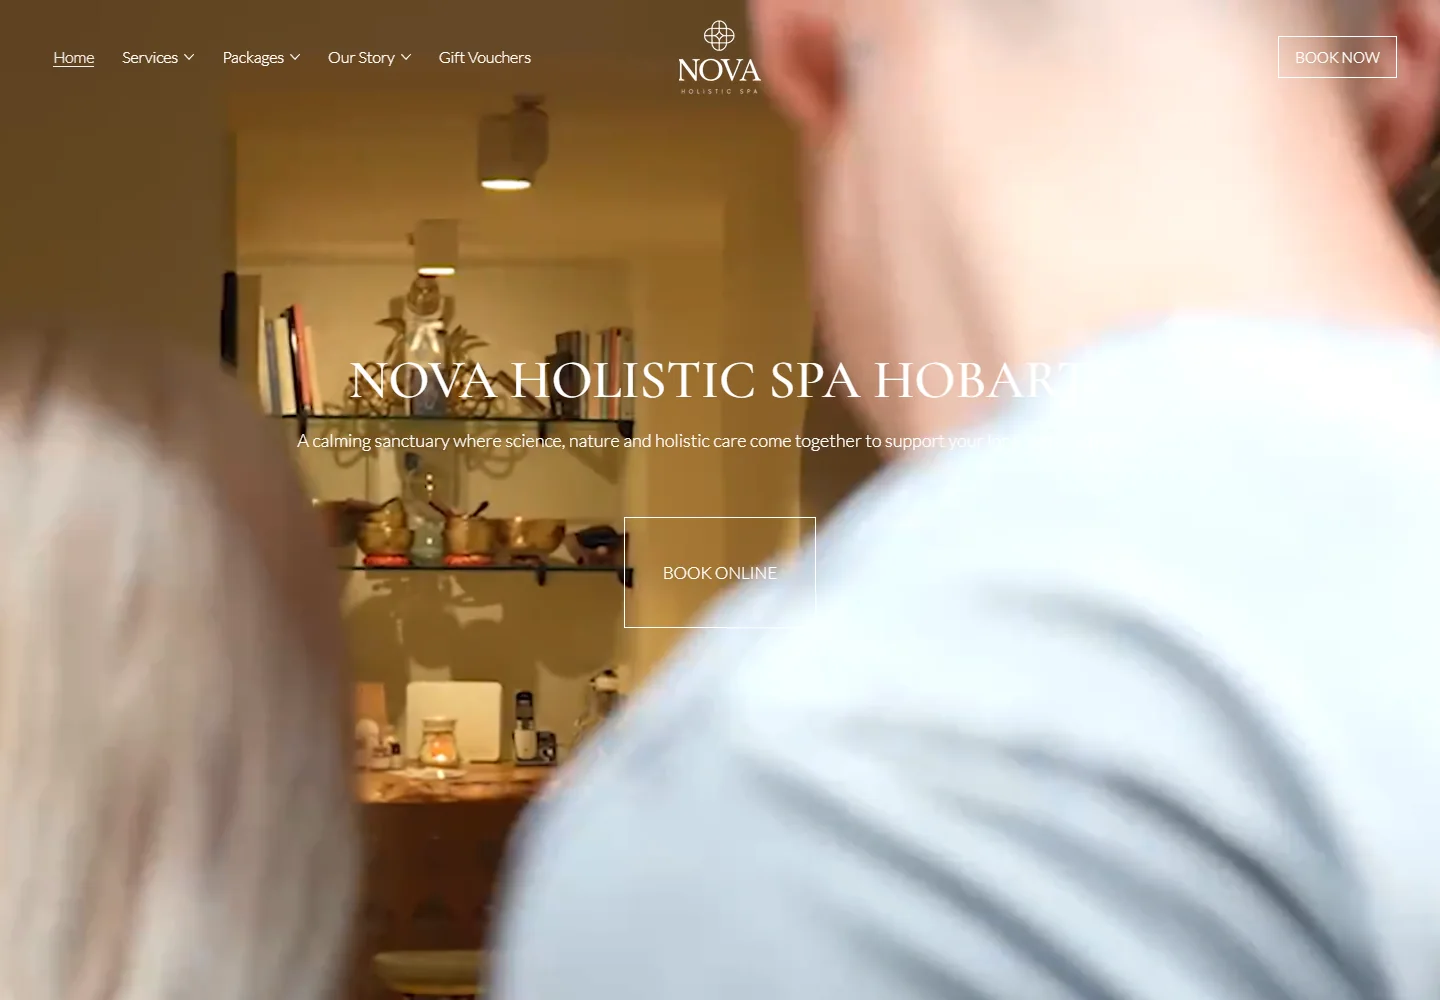 Home
Services
Packages
Our Story
Gift Vouchers
NOVA
HOLISTIC SPA
BOOK NOW
NOVA HOLISTIC SPA HOBART
A calming sanctuary where science, nature and holistic care come together to support your
BOOK ONLINE